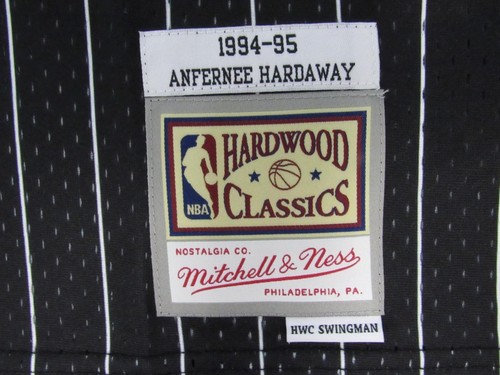 1994-95
ANFERNEE HARDAWAY
HARDWOOD
NBA
CLASSICS
NOSTALGIA CO.
Mitchell & Ness
PHILADELPHIA, PA.
HWC SWINGMAN